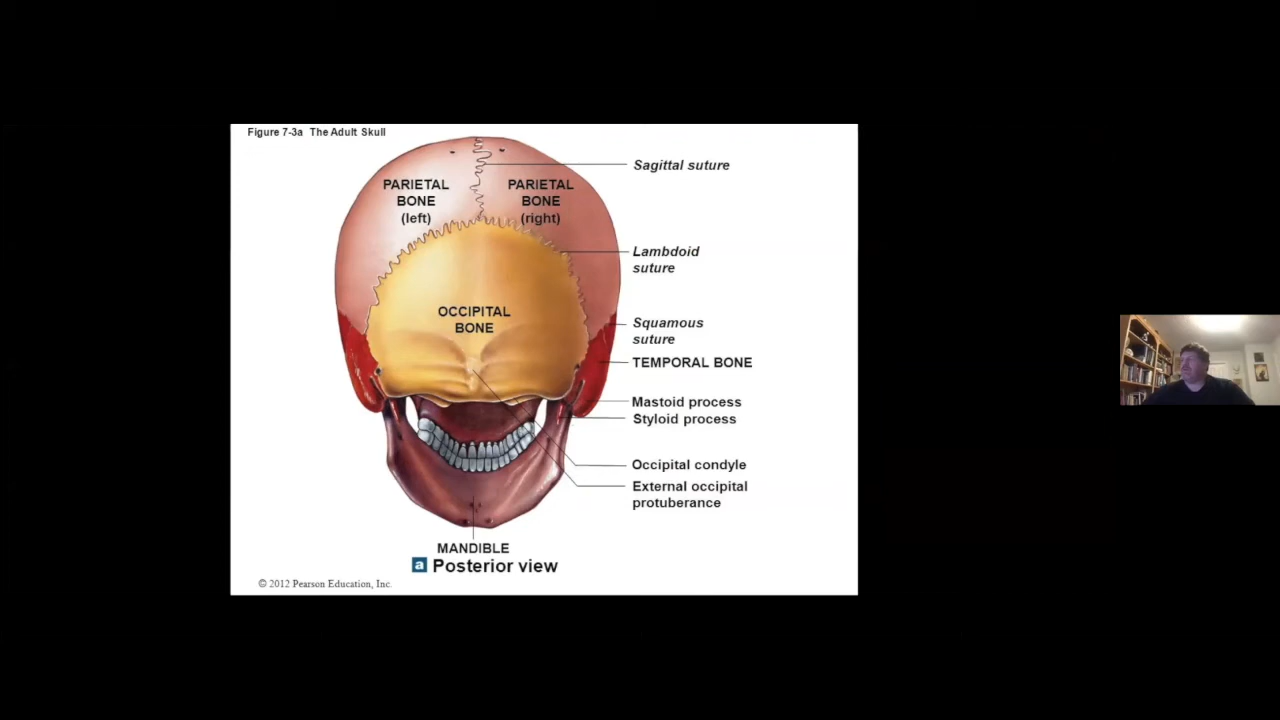 Figure 7-3a The Adult Skull
Sagittal suture
PARIETAL
BONE
(left)
PARIETAL
BONE
(right)
Lambdoid
suture
OCCIPITAL
BONE
Squamous
suture
TEMPORAL BONE
Mastoid process
Styloid process
Occipital condyle
External occipital
protuberance
MANDIBLE
a Posterior view
© 2012 Pearson Education, Inc.